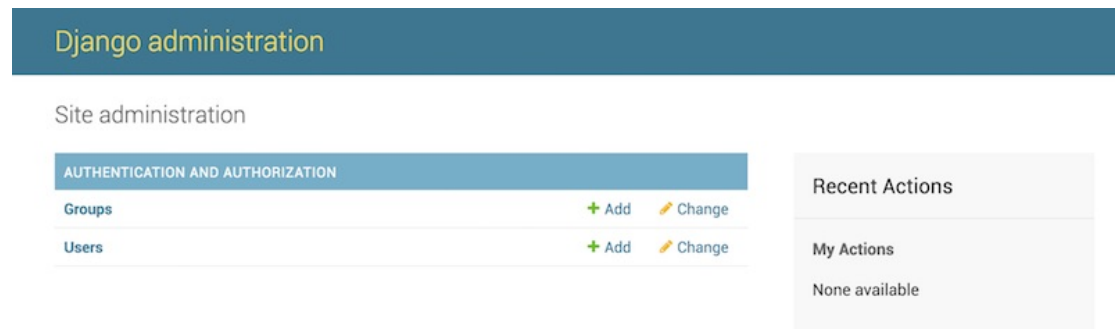 Django administration
Site administration
AUTHENTICATION AND AUTHORIZATION
Groups Add Change
Users Add Change
Recent Actions
My Actions
None available